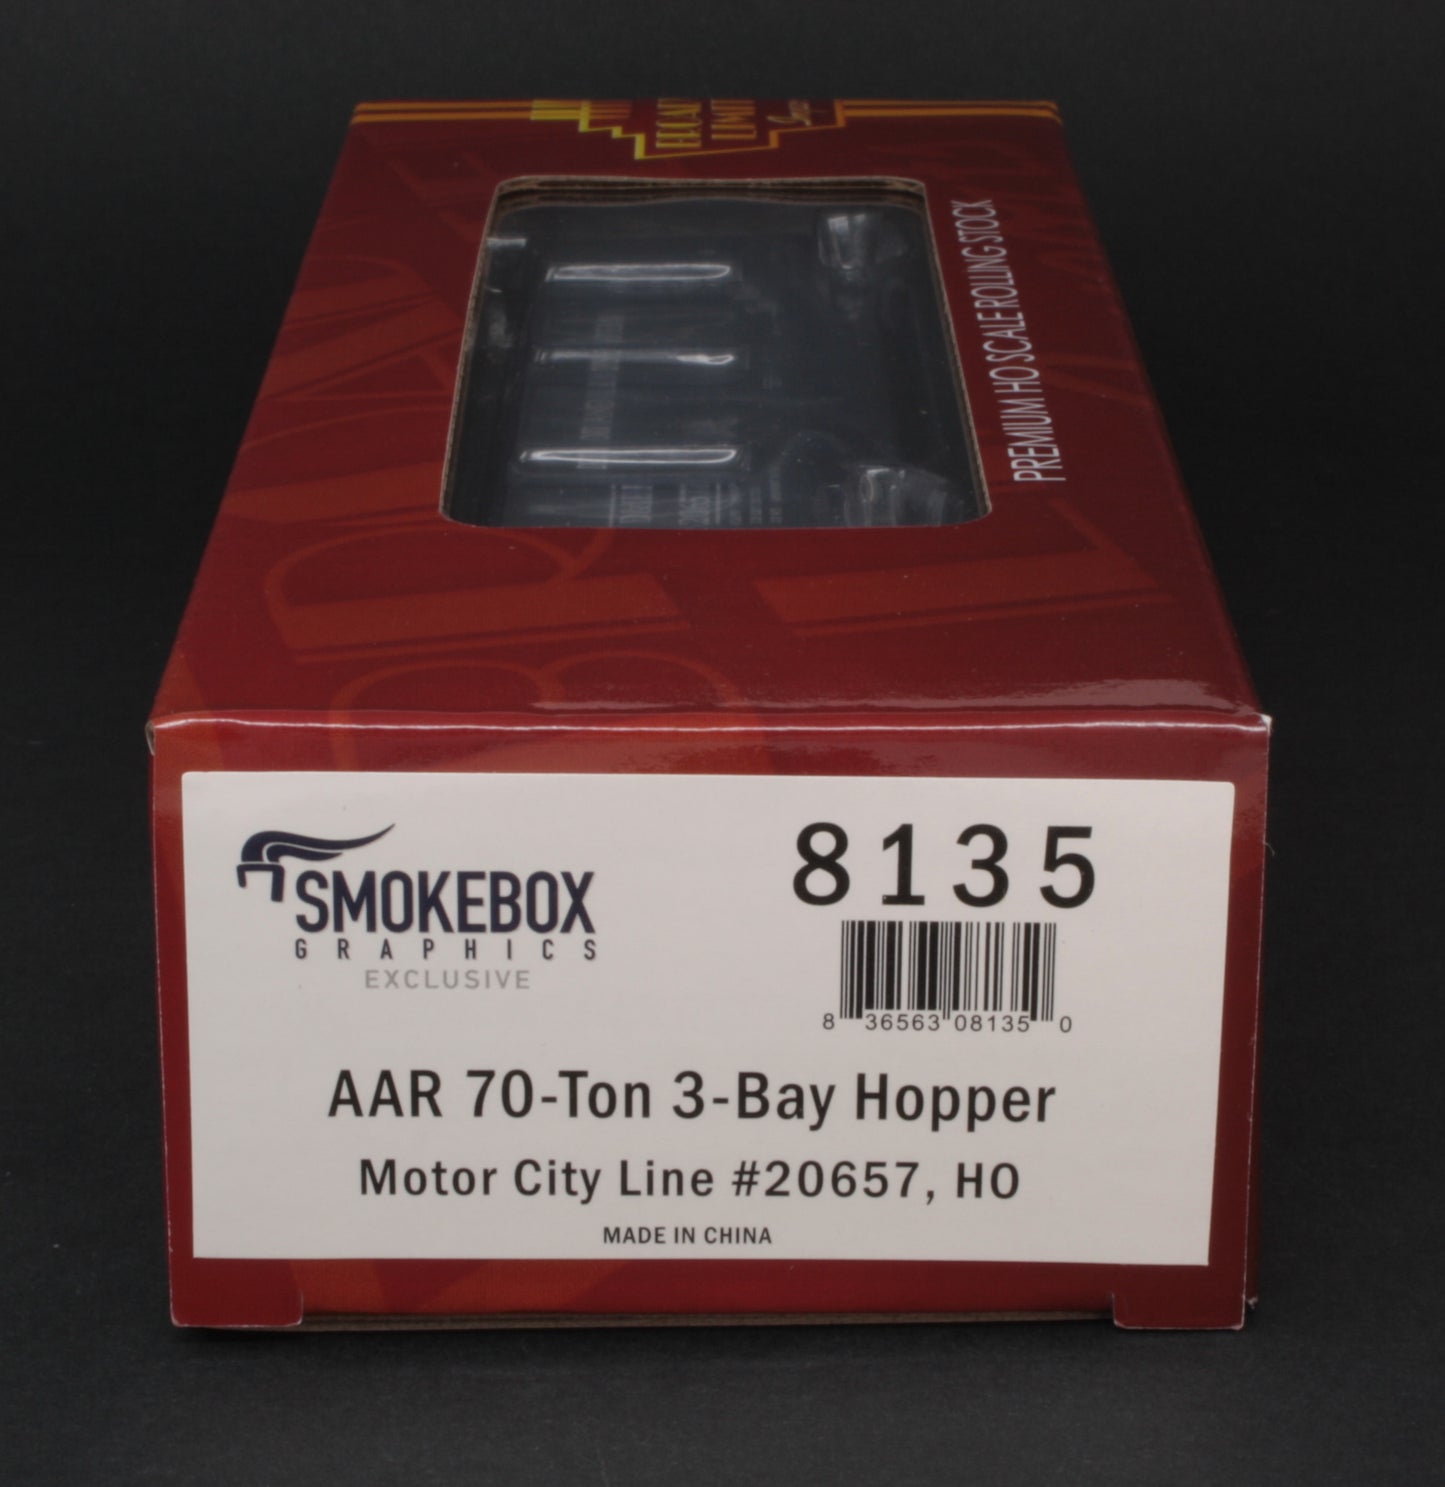 PREMIUM HO SCALE ROLLING STOCK
SMOKEBOX
GRAPHICS
EXCLUSIVE
8135
8 36563 08135 0
AAR 70-Ton 3-Bay Hopper
Motor City Line #20657, HO
MADE IN CHINA